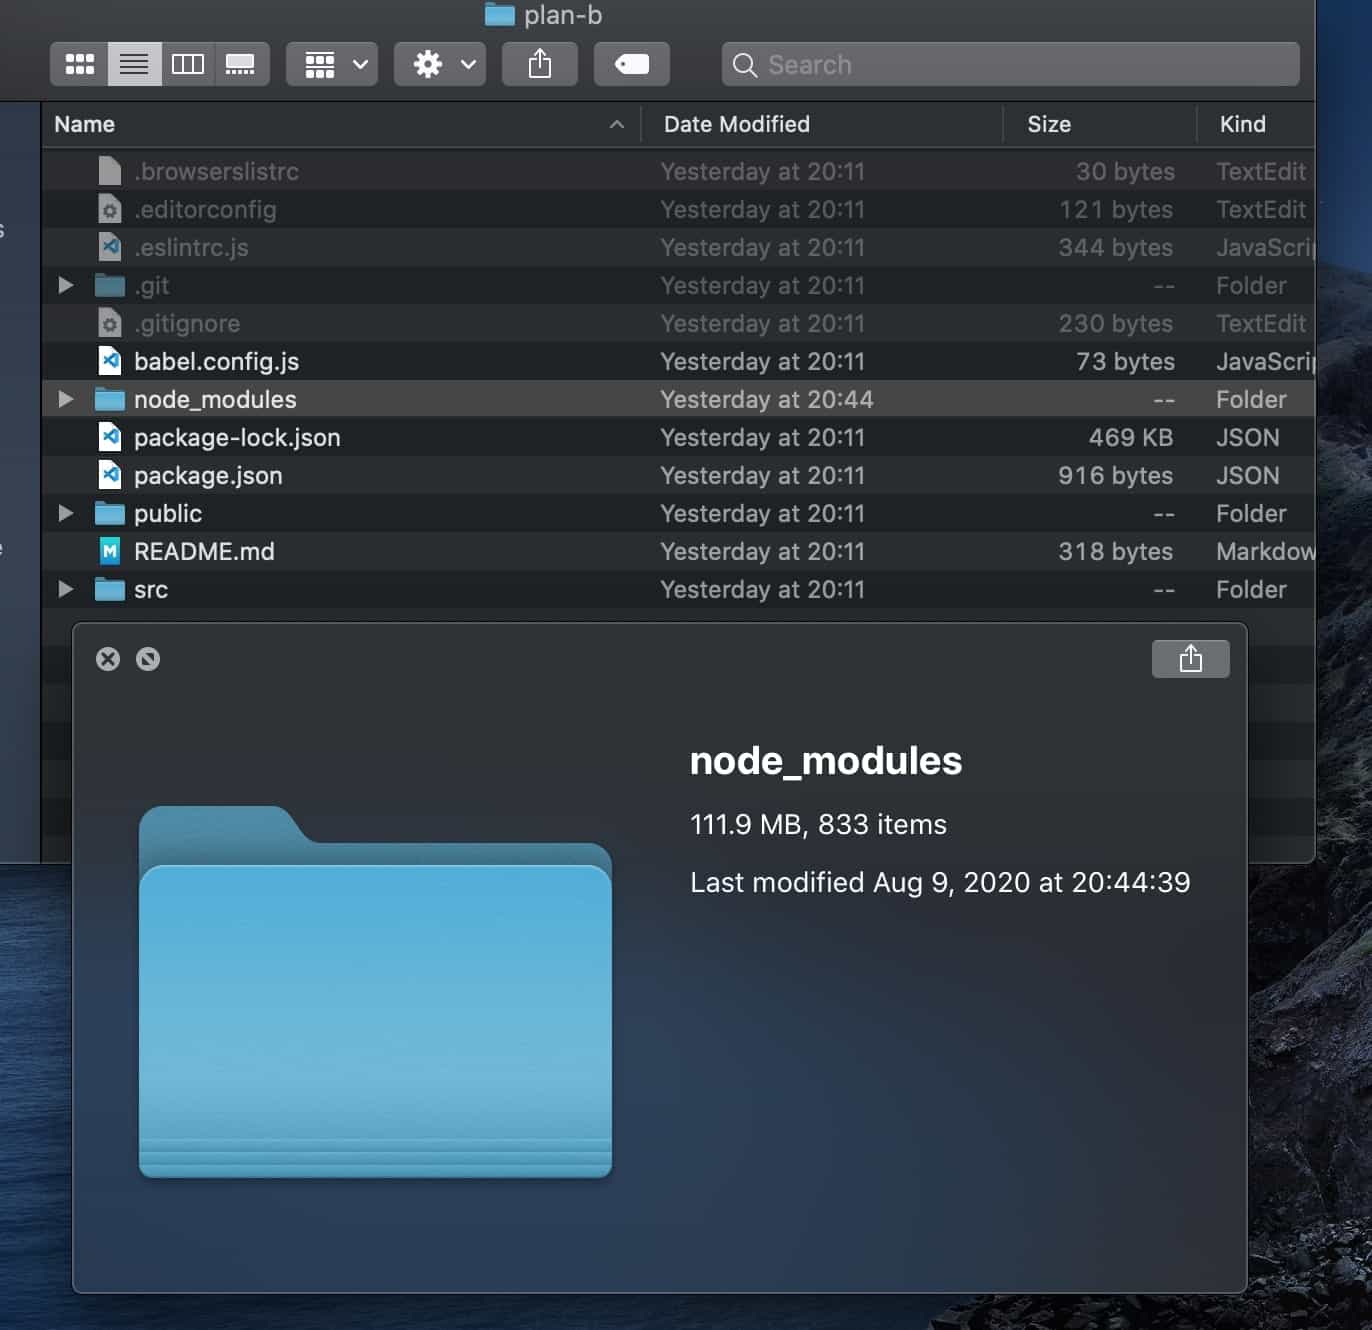 plan-b
Search
Name Date Modified Size Kind
.browserslistrc Yesterday at 20:11 30 bytes TextEdit
.editorconfig Yesterday at 20:11 121 bytes TextEdit
.eslintrc.js Yesterday at 20:11 344 bytes JavaScrip
.git Yesterday at 20:11 -- Folder
.gitignore Yesterday at 20:11 230 bytes TextEdit
babel.config.js Yesterday at 20:11 73 bytes JavaScrip
node_modules Yesterday at 20:44 -- Folder
package-lock.json Yesterday at 20:11 469 KB JSON
package.json Yesterday at 20:11 916 bytes JSON
public Yesterday at 20:11 -- Folder
M README.md Yesterday at 20:11 318 bytes Markdow
src Yesterday at 20:11 -- Folder
node_modules
111.9 MB, 833 items
Last modified Aug 9, 2020 at 20:44:39